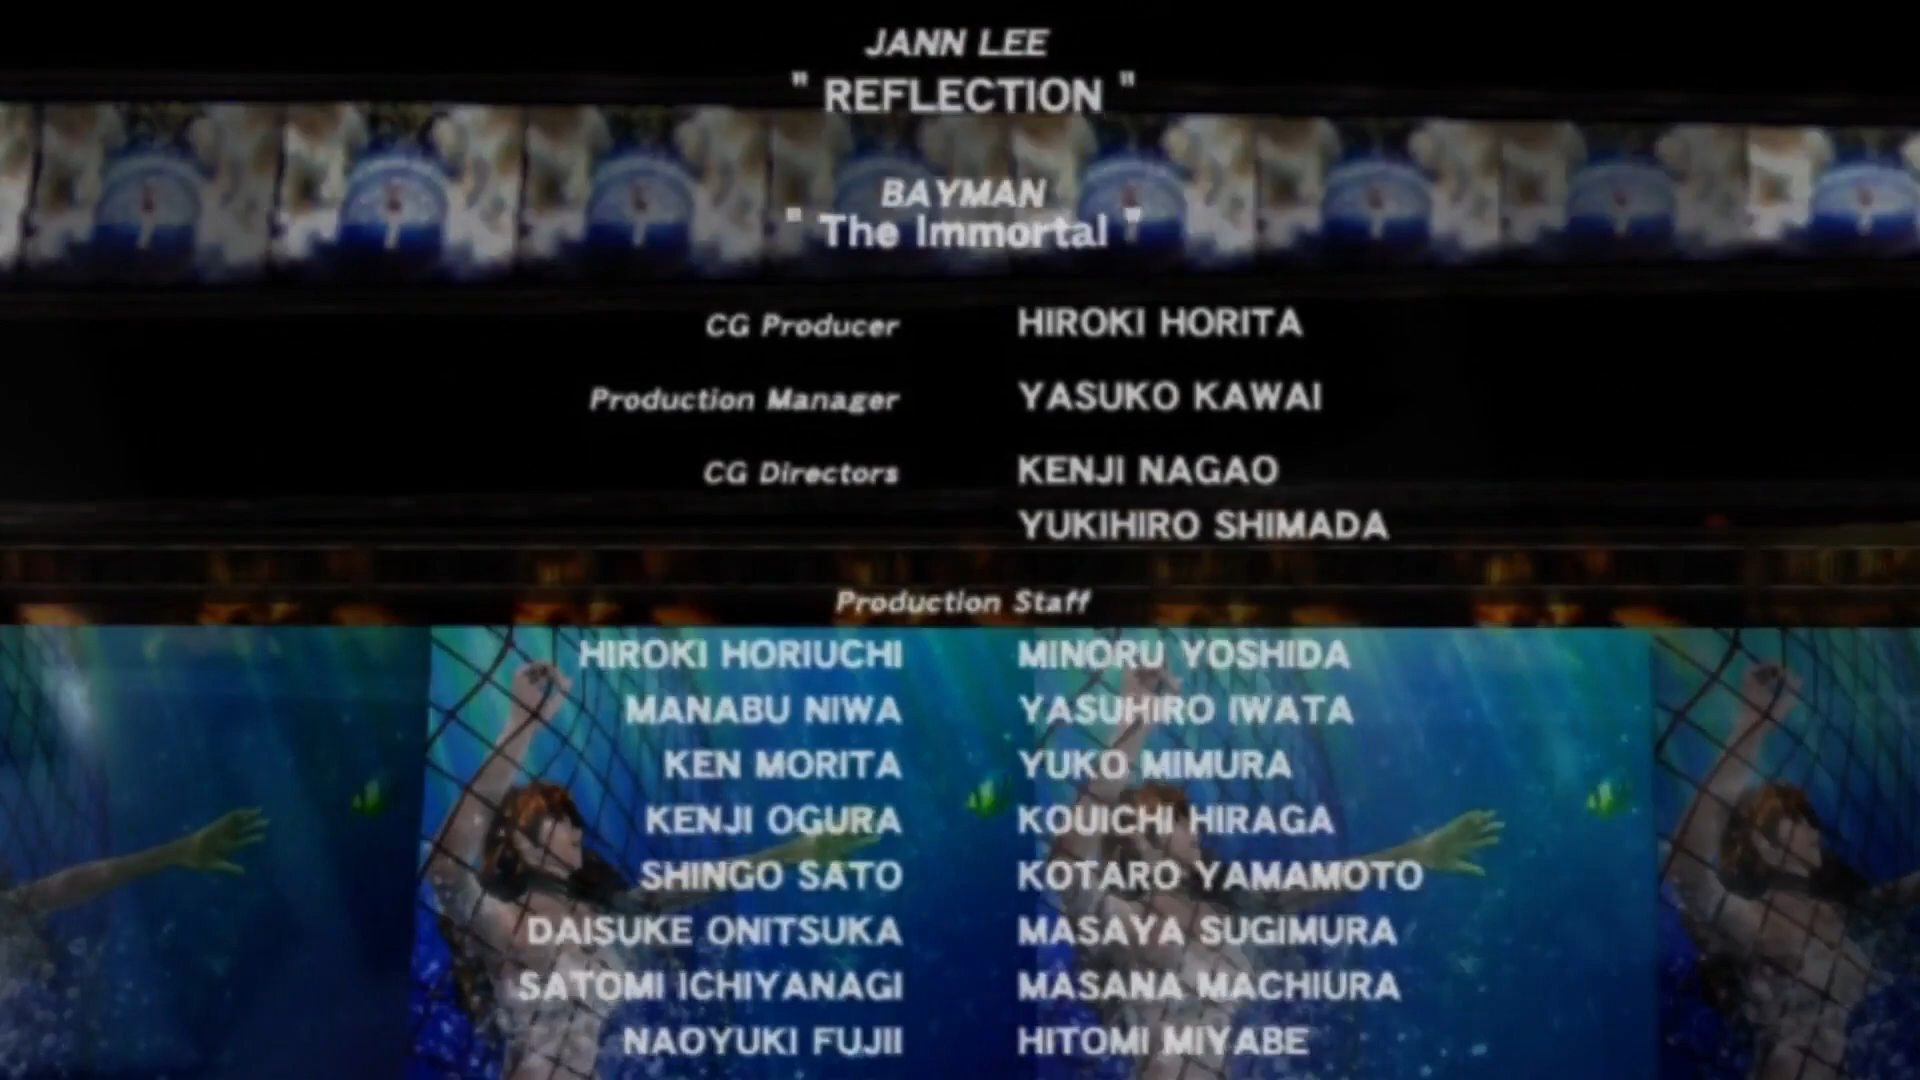 JANN LEE
" REFLECTION "
BAYMAN
" The Immortal "
CG Producer HIROKI HORITA
Production Manager YASUKO KAWAI
CG Directors KENJI NAGAO
YUKIHIRO SHIMADA
Production Staff
HIROKI HORIUCHI MINORU YOSHIDA
MANABU NIWA YASUHIRO IWATA
KEN MORITA YUKO MIMURA
KENJI OGURA KOUICHI HIRAGA
SHINGO SATO KOTARO YAMAMOTO
DAISUKE ONITSUKA MASAYA SUGIMURA
SATOMI ICHIYANAGI MASANA MACHIURA
NAOYUKI FUJII HITOMI MIYABE